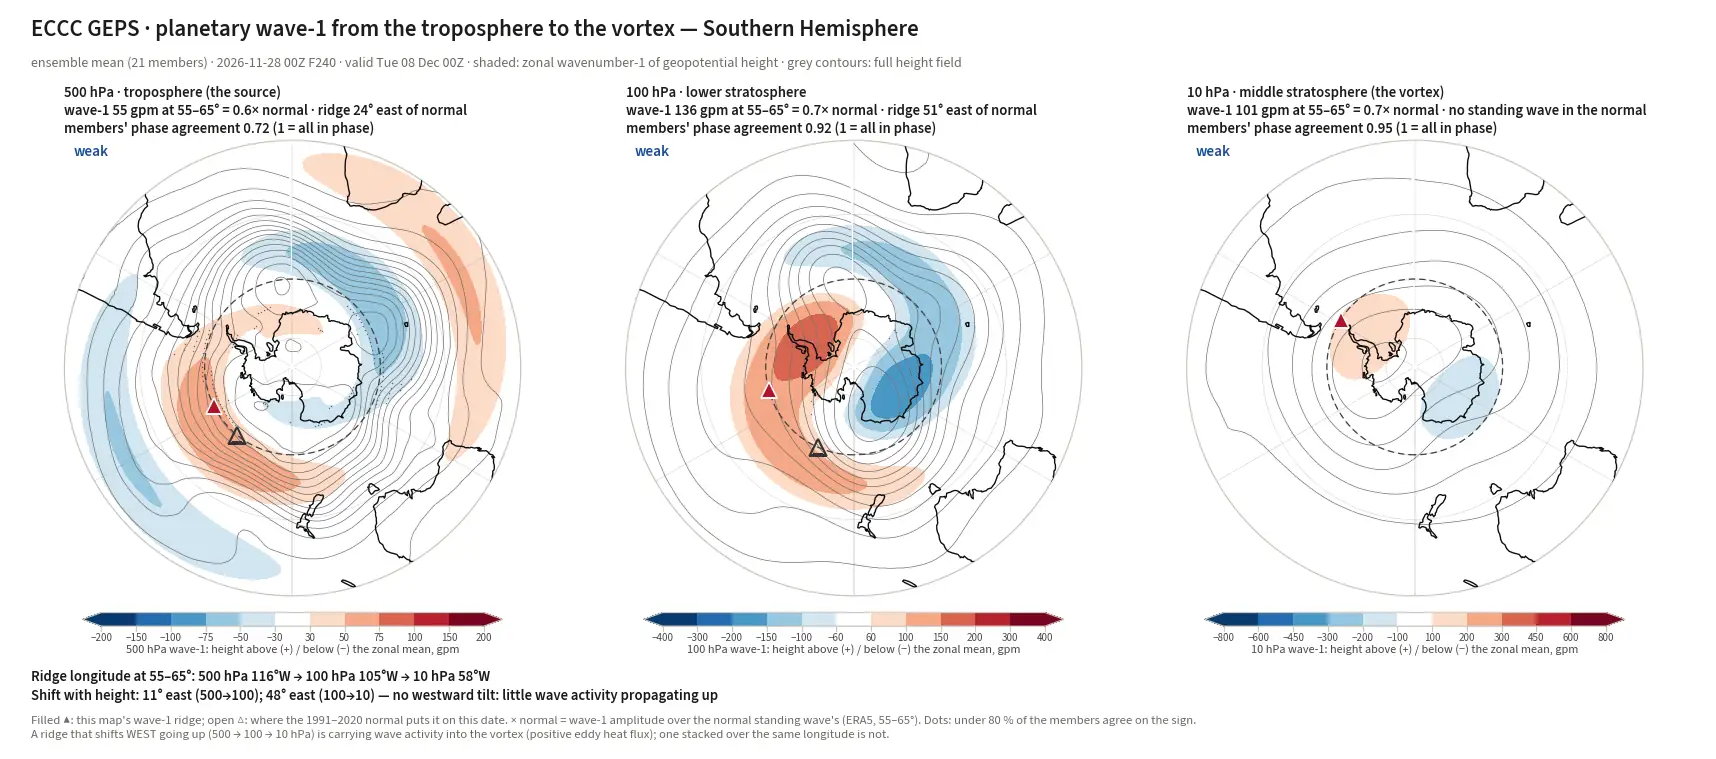 ECCC GEPS · planetary wave-1 from the troposphere to the vortex — Southern Hemisphere
ensemble mean (21 members) · 2026-11-28 00Z F240 · valid Tue 08 Dec 00Z · shaded: zonal wavenumber-1 of geopotential height · grey contours: full height field
500 hPa · troposphere (the source)
wave-1 55 gpm at 55–65° = 0.6× normal · ridge 24° east of normal
members' phase agreement 0.72 (1 = all in phase)
weak
100 hPa · lower stratosphere
wave-1 136 gpm at 55–65° = 0.7× normal · ridge 51° east of normal
members' phase agreement 0.92 (1 = all in phase)
weak
10 hPa · middle stratosphere (the vortex)
wave-1 101 gpm at 55–65° = 0.7× normal · no standing wave in the normal
members' phase agreement 0.95 (1 = all in phase)
weak
−200 −150 −100 −75 −50 −30 30 50 75 100 150 200
500 hPa wave-1: height above (+) / below (−) the zonal mean, gpm
−400 −300 −200 −150 −100 −60 60 100 150 200 300 400
100 hPa wave-1: height above (+) / below (−) the zonal mean, gpm
−800 −600 −450 −300 −200 −100 100 200 300 450 600 800
10 hPa wave-1: height above (+) / below (−) the zonal mean, gpm
Ridge longitude at 55–65°: 500 hPa 116°W → 100 hPa 105°W → 10 hPa 58°W
Shift with height: 11° east (500→100); 48° east (100→10) — no westward tilt: little wave activity propagating up
Filled ▲: this map's wave-1 ridge; open △: where the 1991–2020 normal puts it on this date. × normal = wave-1 amplitude over the normal standing wave's (ERA5, 55–65°). Dots: under 80 % of the members agree on the sign.
A ridge that shifts WEST going up (500 → 100 → 10 hPa) is carrying wave activity into the vortex (positive eddy heat flux); one stacked over the same longitude is not.